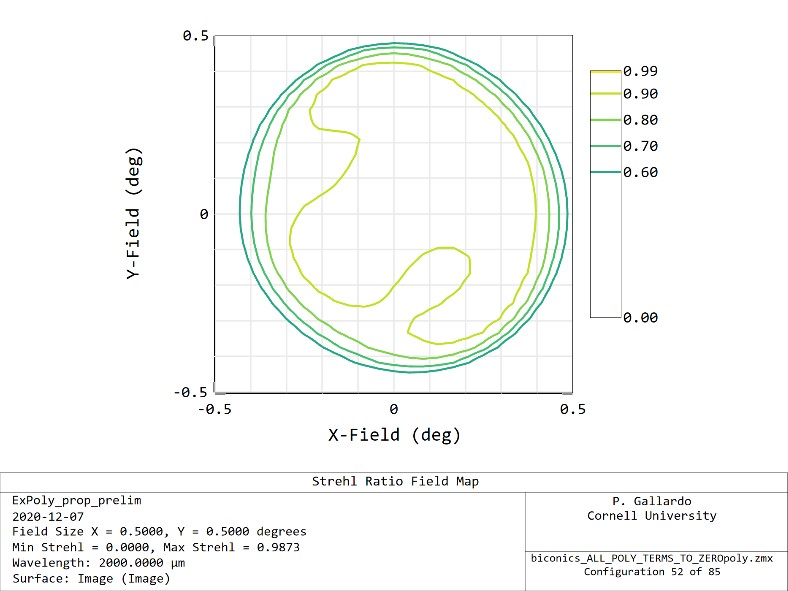 0.5
0
-0.5
Y-Field (deg)
-0.5
0
0.5
X-Field (deg)
0.99
0.90
0.80
0.70
0.60
0.00
Strehl Ratio Field Map
ExPoly_prop_prelim
2020-12-07
Field Size X = 0.5000, Y = 0.5000 degrees
Min Strehl = 0.0000, Max Strehl = 0.9873
Wavelength: 2000.0000 µm
Surface: Image (Image)
P. Gallardo
Cornell University
biconics_ALL_POLY_TERMS_TO_ZEROpoly.zmx
Configuration 52 of 85